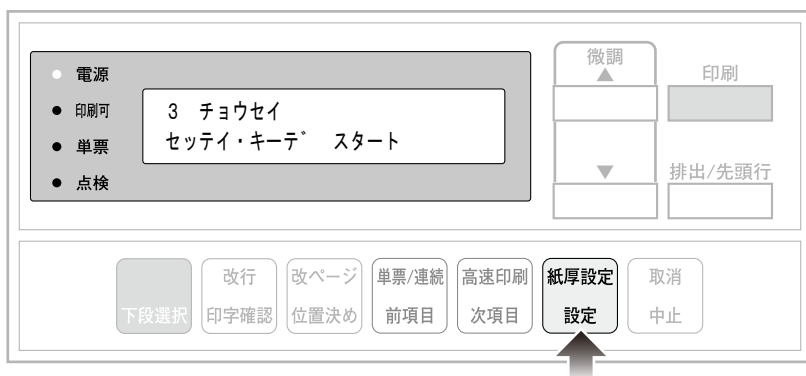 電源
印刷可
単票
点検
3 チョウセイ
セッテイ・キーデ゛ スタート
微調
▲
▼
印刷
排出/先頭行
下段選択
改行
印字確認
改ページ
位置決め
単票/連続
前項目
高速印刷
次項目
紙厚設定
設定
取消
中止